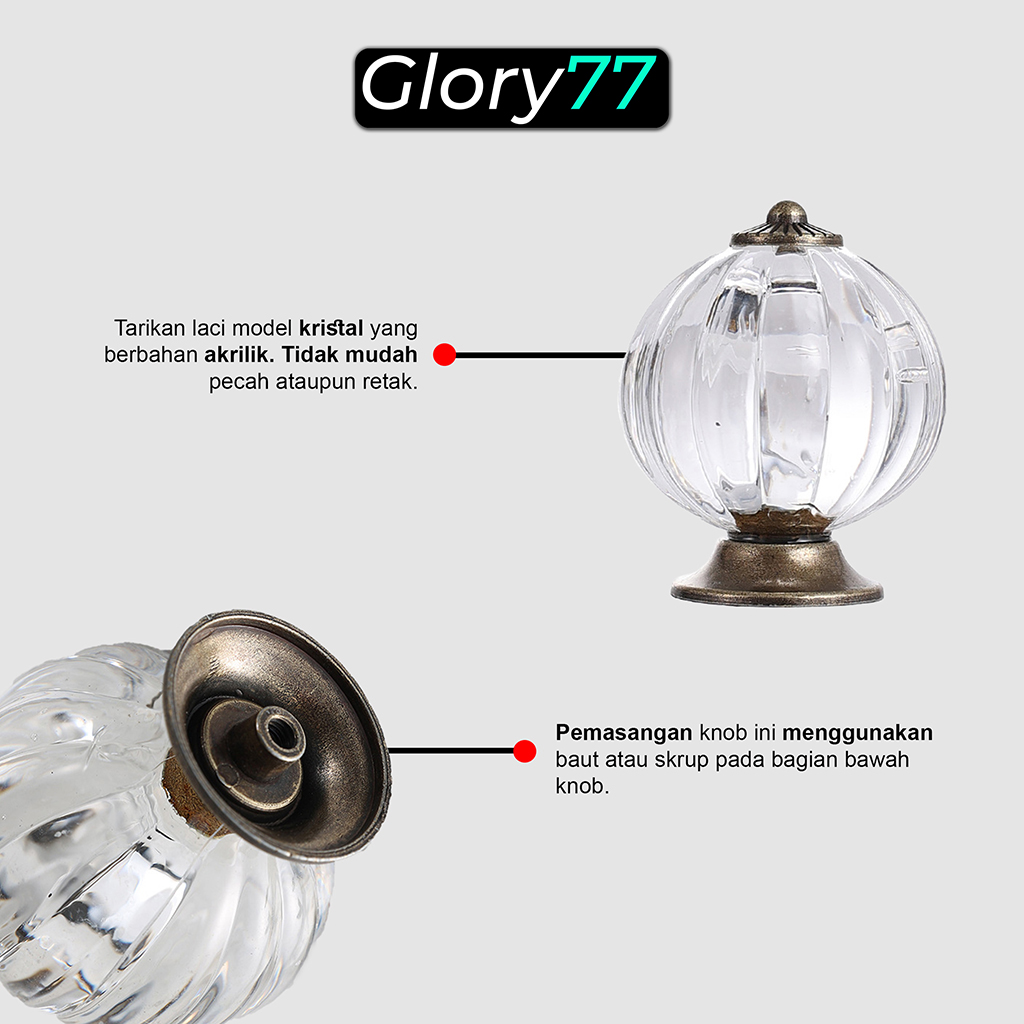 Glory77
Tarikan laci model kristal yang
berbahan akrilik. Tidak mudah
pecah ataupun retak.
Pemasangan knob ini menggunakan
baut atau skrup pada bagian bawah
knob.